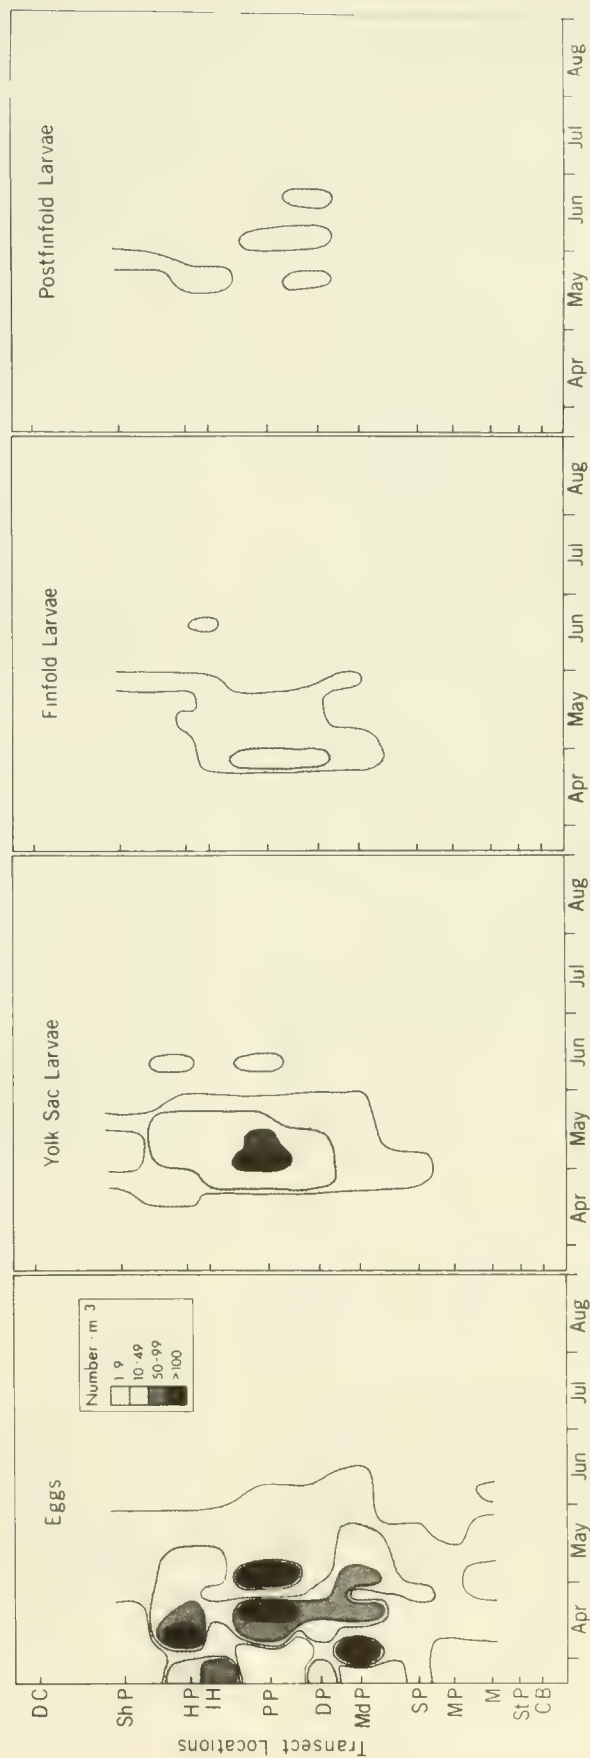 Postfinfold Larvae
Apr May Jun Jul Aug
Finfold Larvae
Apr May Jun Jul Aug
Yolk Sac Larvae
Apr May Jun Jul Aug
Eggs
Number · m 3
1 9
10·49
50-99
>100
Apr May Jun Jul Aug
Transect Locations
DC
ShP
HP
IH
PP
DP
MdP
SP
MP
M
StP
CB